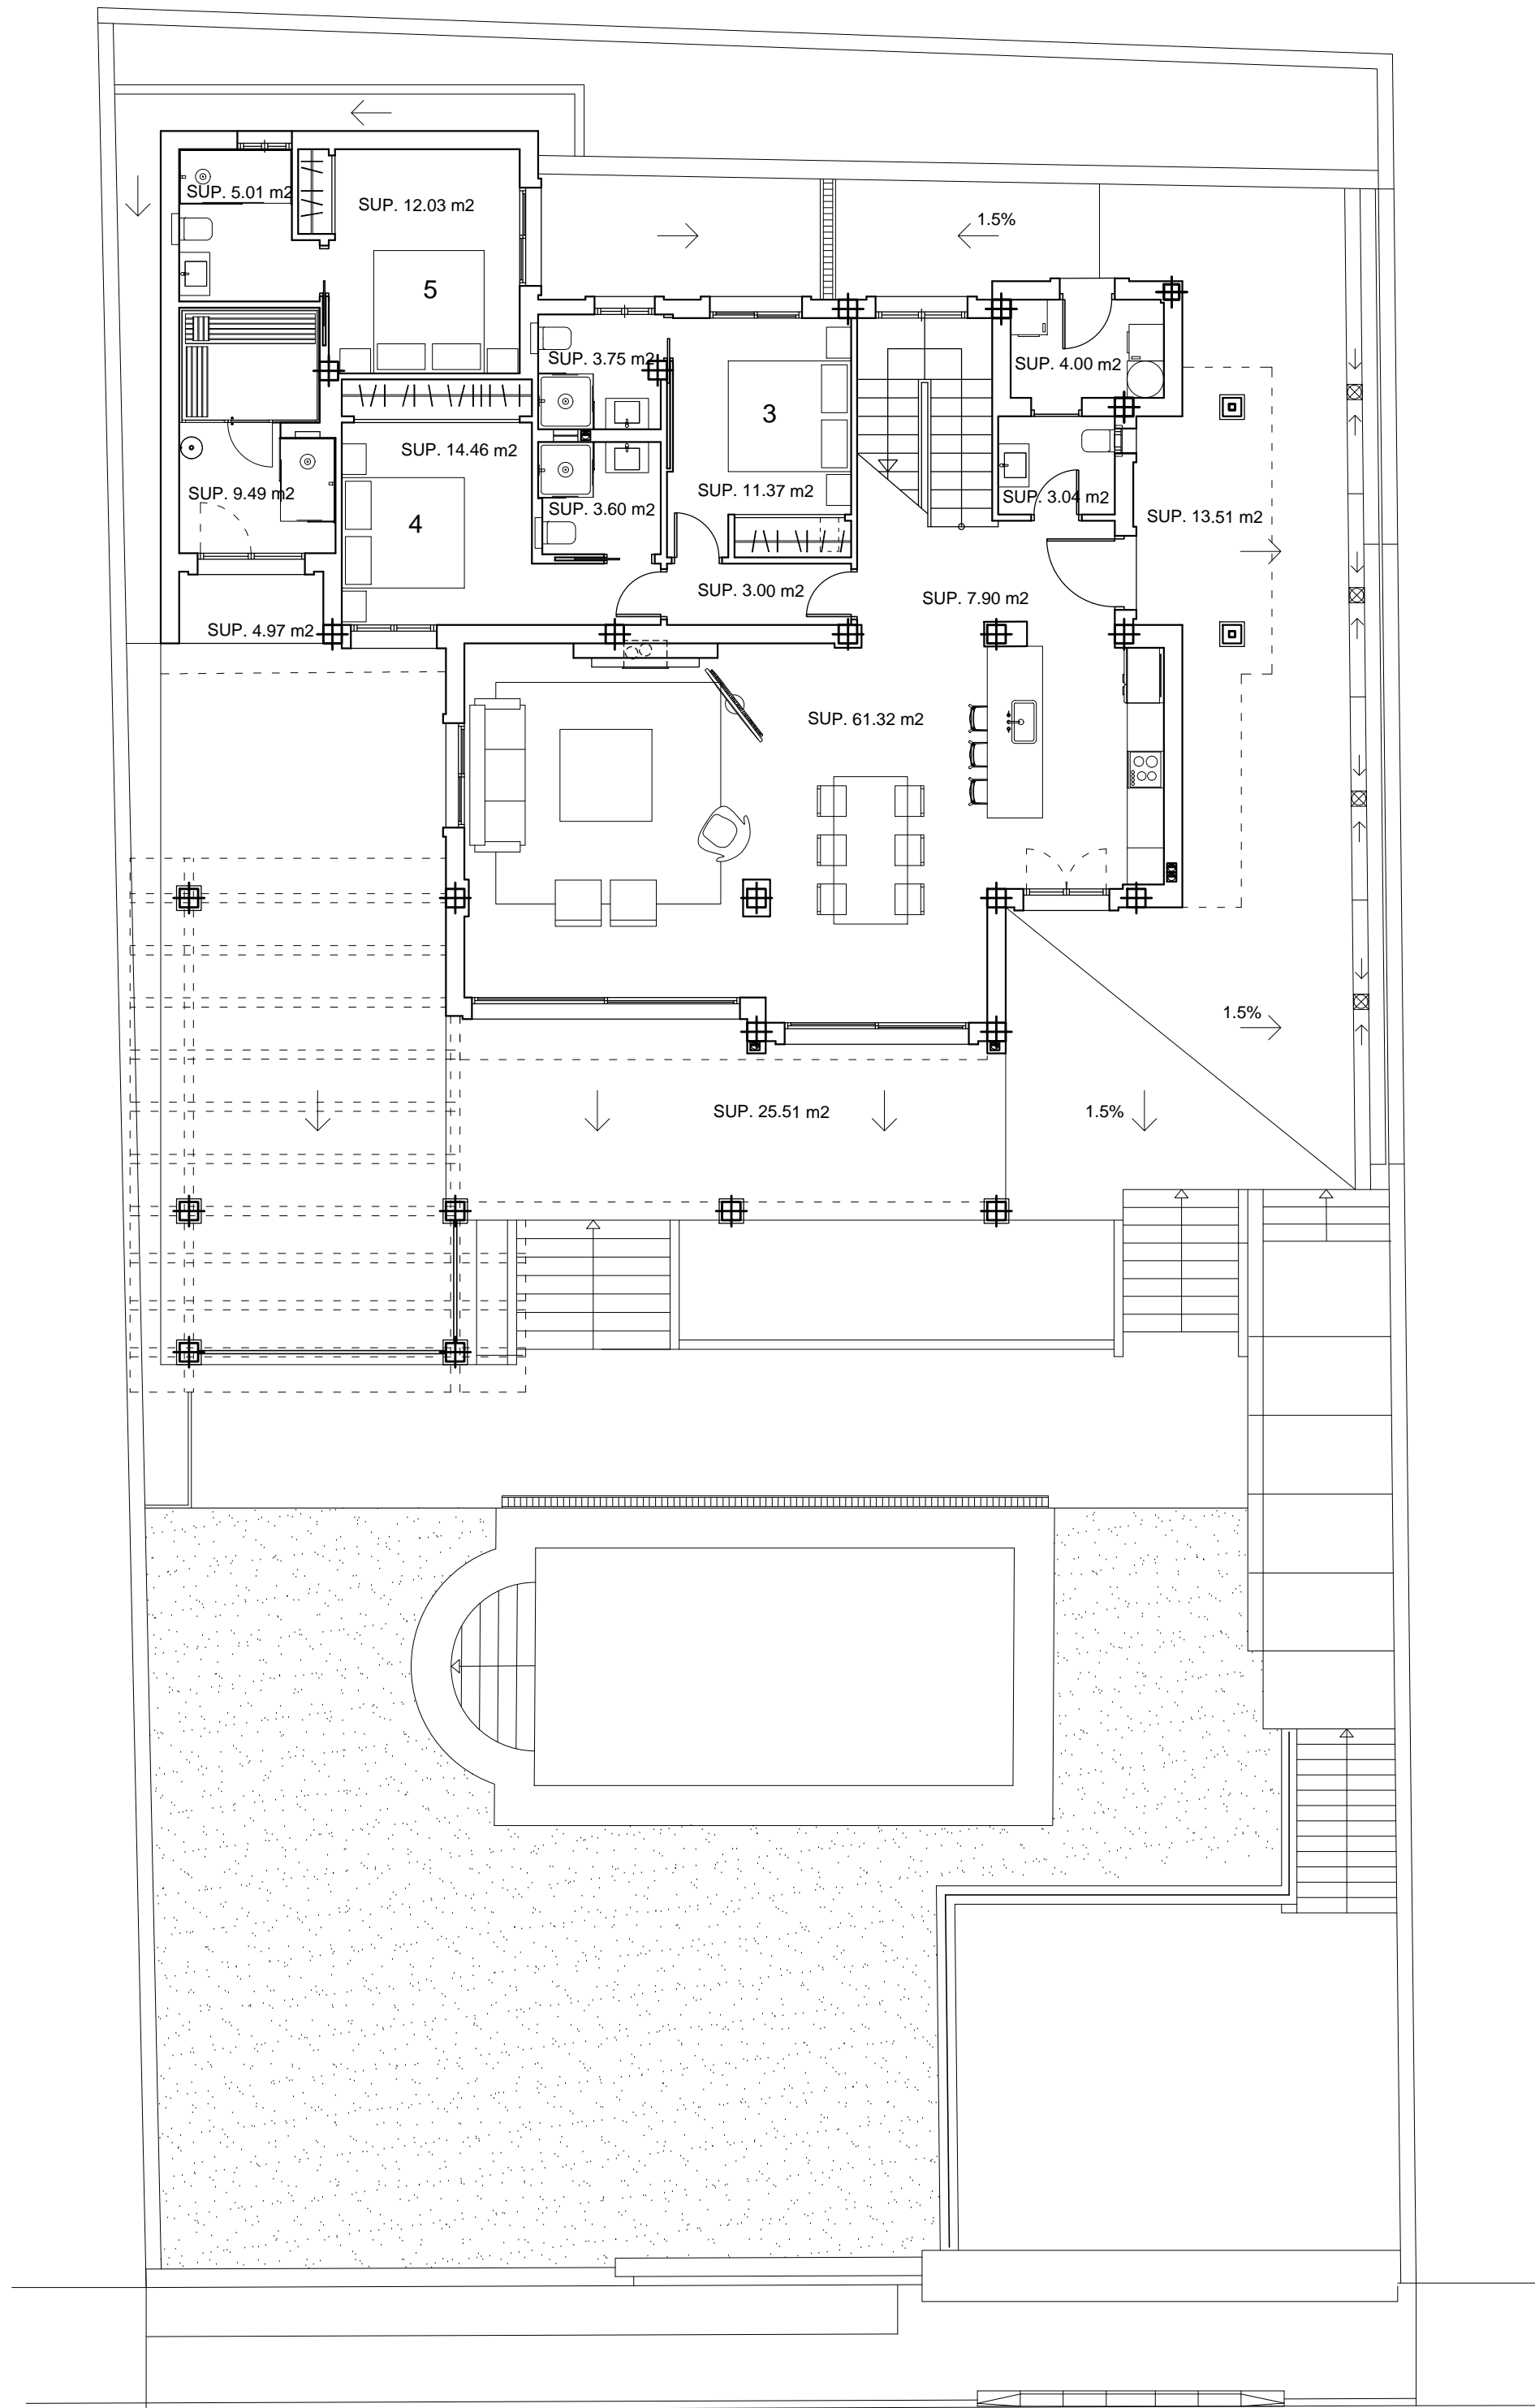 SUP. 5.01 m2
SUP. 12.03 m2
1.5%
5
SUP. 3.75 m2
SUP. 4.00 m2
3
SUP. 14.46 m2
SUP. 11.37 m2
SUP. 9.49 m2
SUP. 3.04 m2
SUP. 3.60 m2
SUP. 13.51 m2
4
SUP. 3.00 m2
SUP. 7.90 m2
SUP. 4.97 m2
SUP. 61.32 m2
1.5%
SUP. 25.51 m2
1.5%